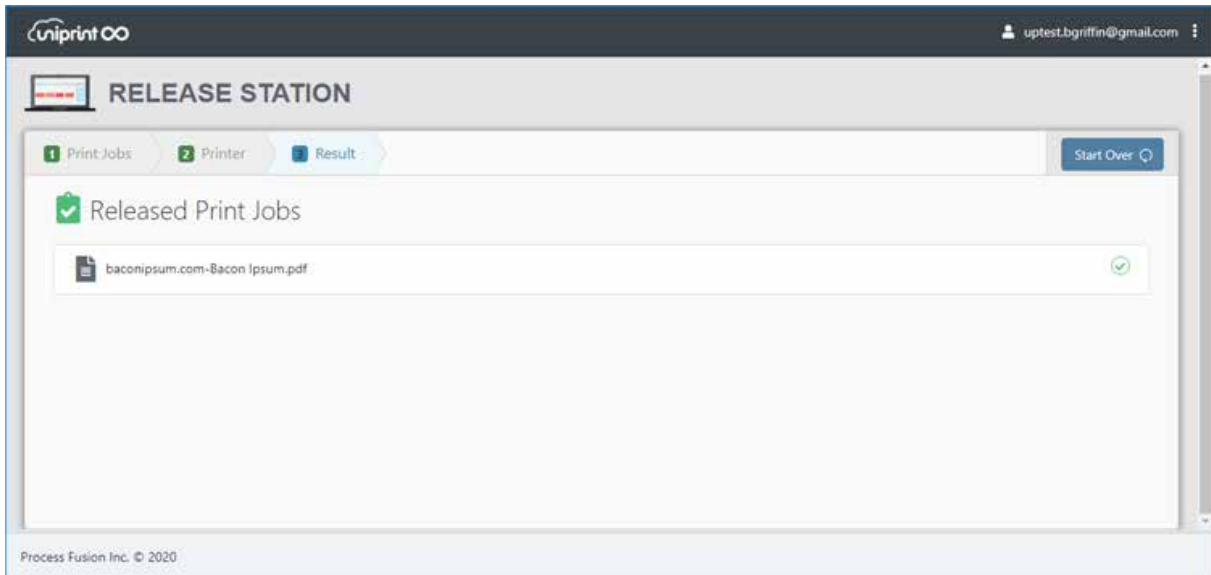 uniprint
uptest.bgriffin@gmail.com
RELEASE STATION
1 Print Jobs
2 Printer
3 Result
Start Over
Released Print Jobs
baconipsum.com-Bacon Ipsum.pdf
Process Fusion Inc. © 2020